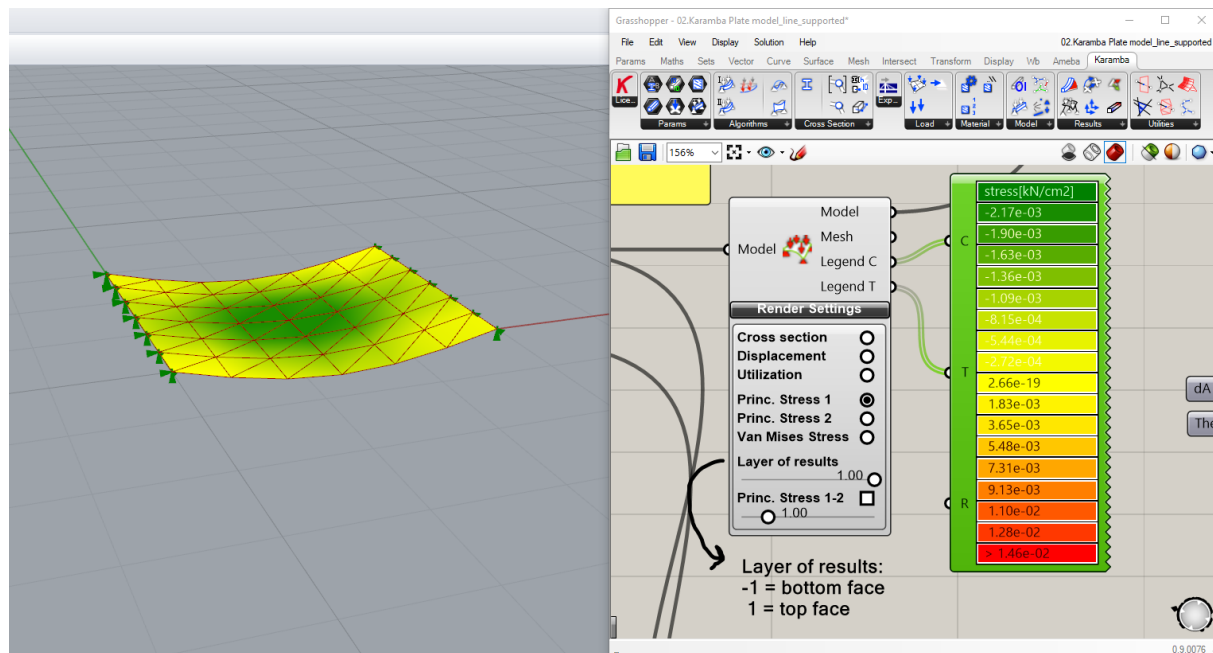 Grasshopper - 02.Karamba Plate model_line_supported*
File Edit View Display Solution Help 02.Karamba Plate model_line_supported
Params Maths Sets Vector Curve Surface Mesh Intersect Transform Display Wb Ameba Karamba
Lice... Exp...
Params Algorithms Cross Section Load Material Model Results Utilities
156%
Model
Model
Mesh
Legend C
Legend T
Render Settings
Cross section
Displacement
Utilization
Princ. Stress 1
Princ. Stress 2
Van Mises Stress
Layer of results
1.00
Princ. Stress 1-2
1.00
Layer of results:
-1 = bottom face
1 = top face
C
T
R
stress[kN/cm2]
-2.17e-03
-1.90e-03
-1.63e-03
-1.36e-03
-1.09e-03
-8.15e-04
-5.44e-04
-2.72e-04
2.66e-19
1.83e-03
3.65e-03
5.48e-03
7.31e-03
9.13e-03
1.10e-02
1.28e-02
> 1.46e-02
dA
The
0.9.0076